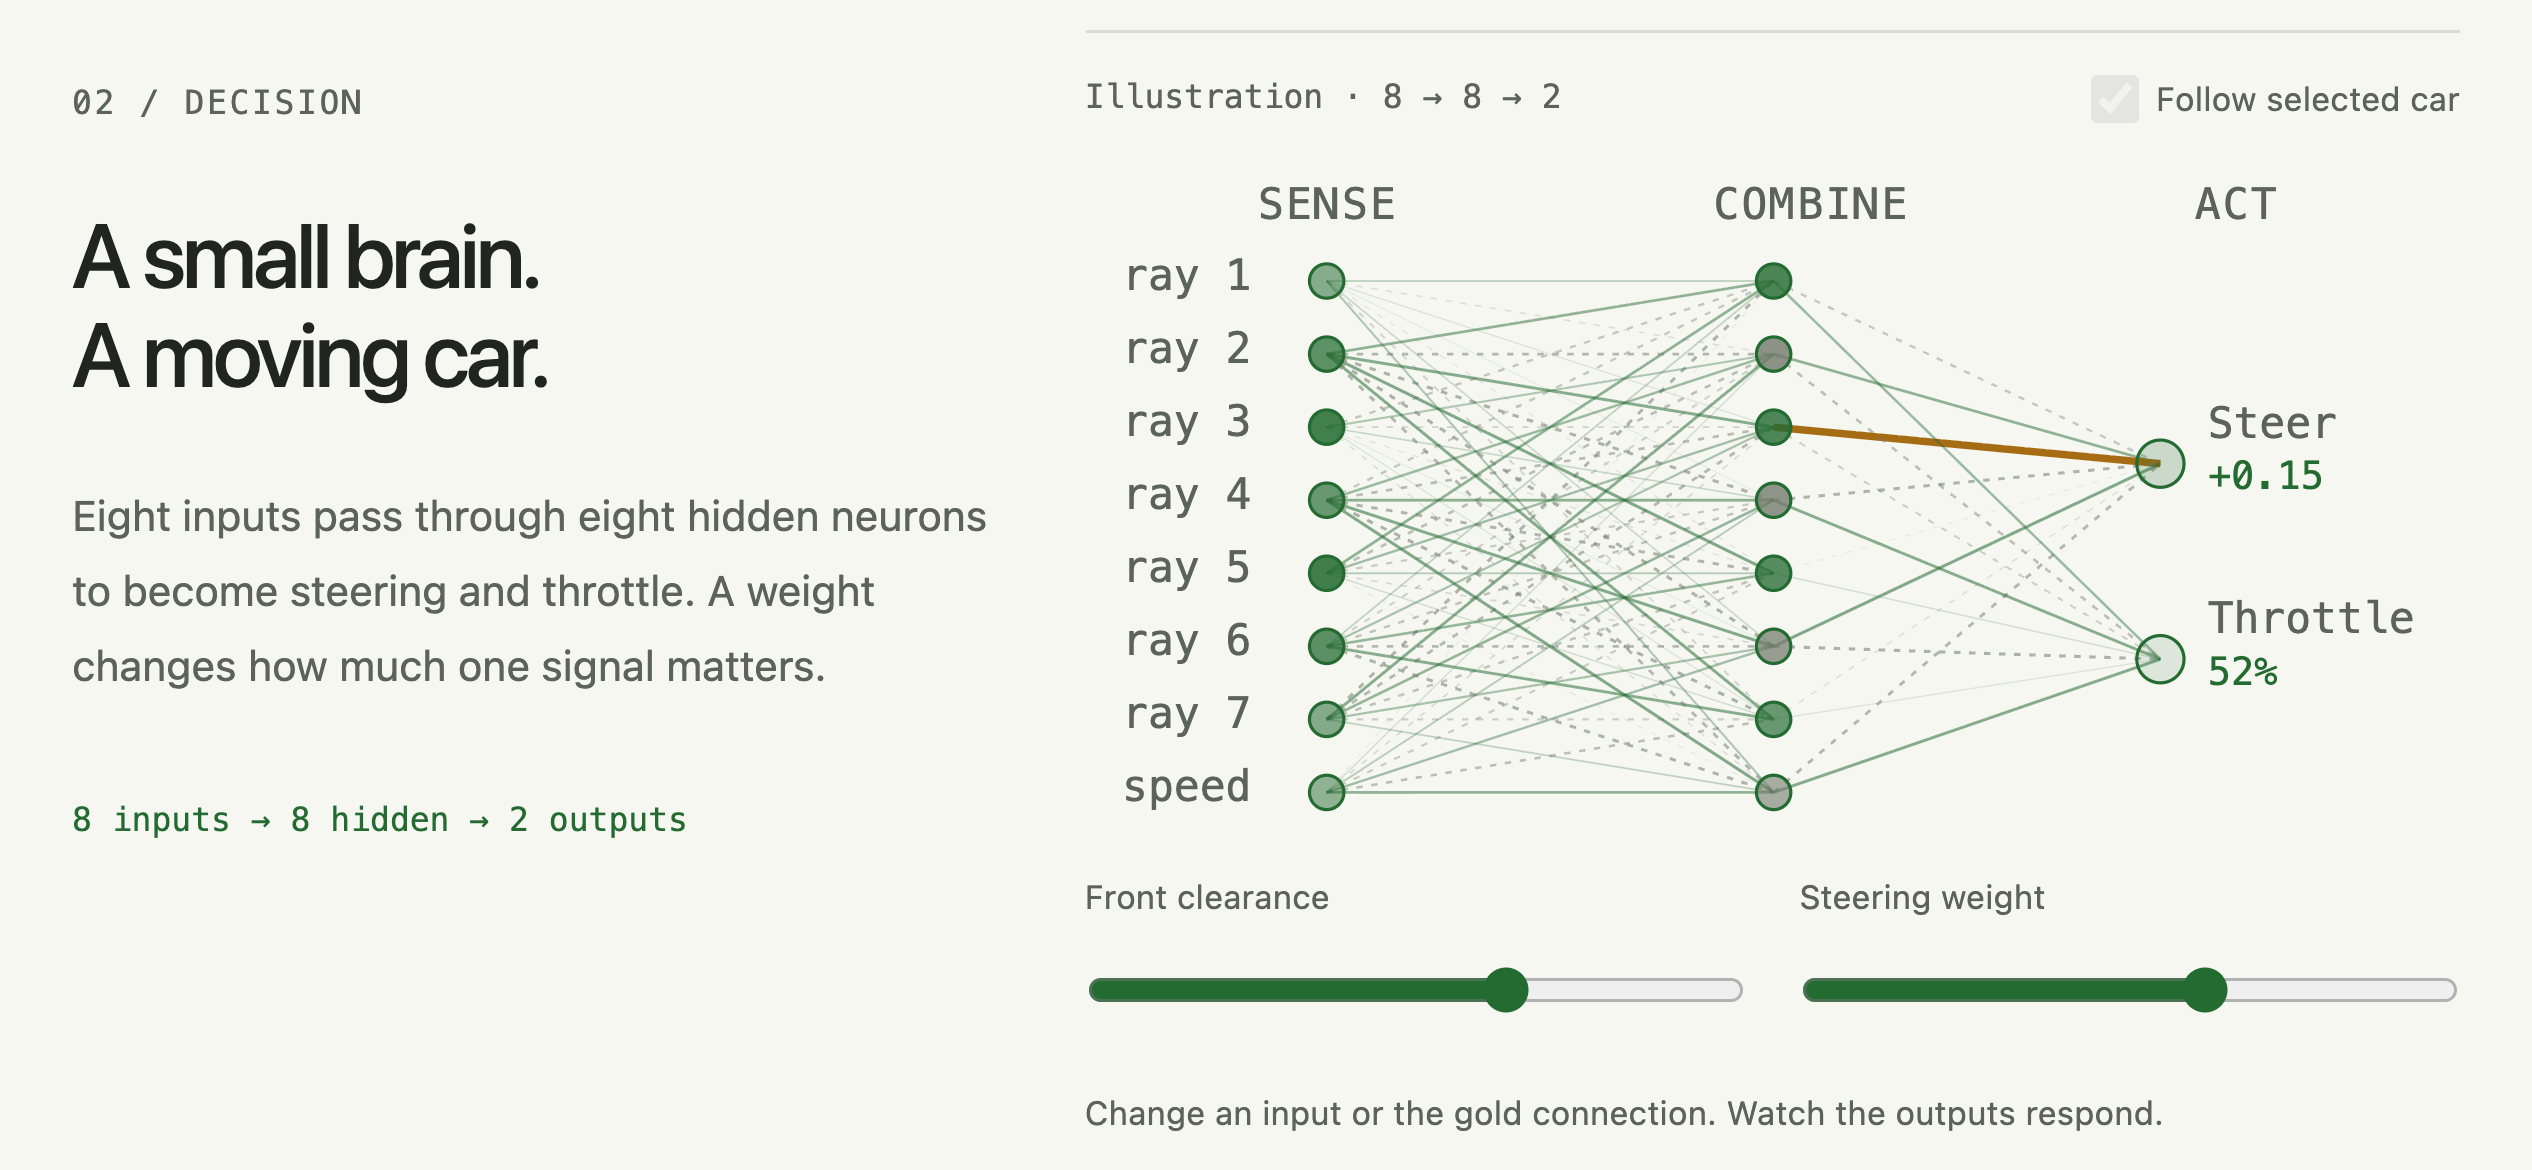 02 / DECISION
A small brain.
A moving car.
Eight inputs pass through eight hidden neurons
to become steering and throttle. A weight
changes how much one signal matters.
8 inputs → 8 hidden → 2 outputs
Illustration · 8 → 8 → 2
Follow selected car
SENSE
COMBINE
ACT
ray 1
ray 2
ray 3
ray 4
ray 5
ray 6
ray 7
speed
Steer
+0.15
Throttle
52%
Front clearance
Steering weight
Change an input or the gold connection. Watch the outputs respond.